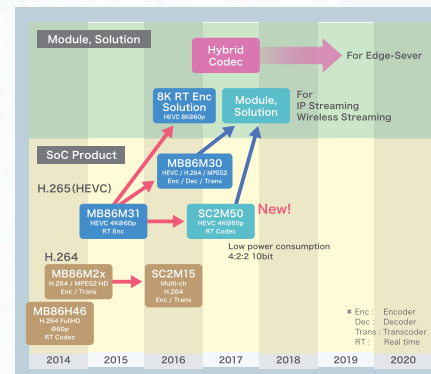 Module, Solution
Hybrid
Codec
For Edge-Sever
8K RT Enc
Solution
HEVC 8K@60p
Module,
Solution
For
IP Streaming
Wireless Streaming
SoC Product
MB86M30
HEVC / H.264 / MPEG2
Enc / Dec / Trans
H.265(HEVC)
MB86M31
HEVC 4K@60p
RT Enc
SC2M50
HEVC 4K@60p
RT Codec
New!
Low power consumption
4:2:2 10bit
H.264
MB86M2x
H.264 / MPEG2 HD
Enc / Trans
SC2M15
Multi-ch
H.264
Enc / Trans
MB86H46
H.264 FullHD
@60p
RT Codec
* Enc : Encoder
Dec : Decoder
Trans : Transcoder
RT : Real time
2014 2015 2016 2017 2018 2019 2020